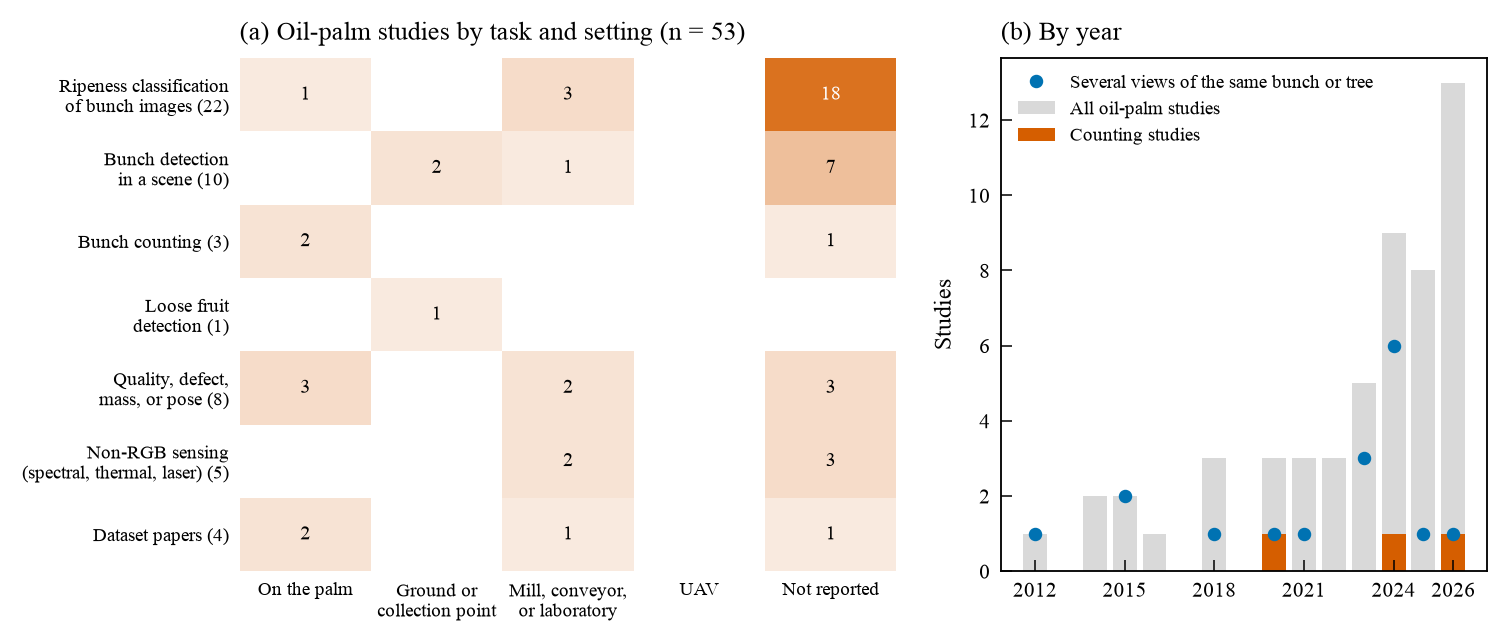 (a) Oil-palm studies by task and setting (n = 53)
Ripeness classification
of bunch images (22)
1
3
18
Bunch detection
in a scene (10)
2
1
7
Bunch counting (3)
2
1
Loose fruit
detection (1)
1
Quality, defect,
mass, or pose (8)
3
2
3
Non-RGB sensing
(spectral, thermal, laser) (5)
2
3
Dataset papers (4)
2
1
1
On the palm
Ground or
collection point
Mill, conveyor,
or laboratory
UAV
Not reported
(b) By year
Several views of the same bunch or tree
All oil-palm studies
Counting studies
Studies
12
10
8
6
4
2
0
2012
2015
2018
2021
2024
2026